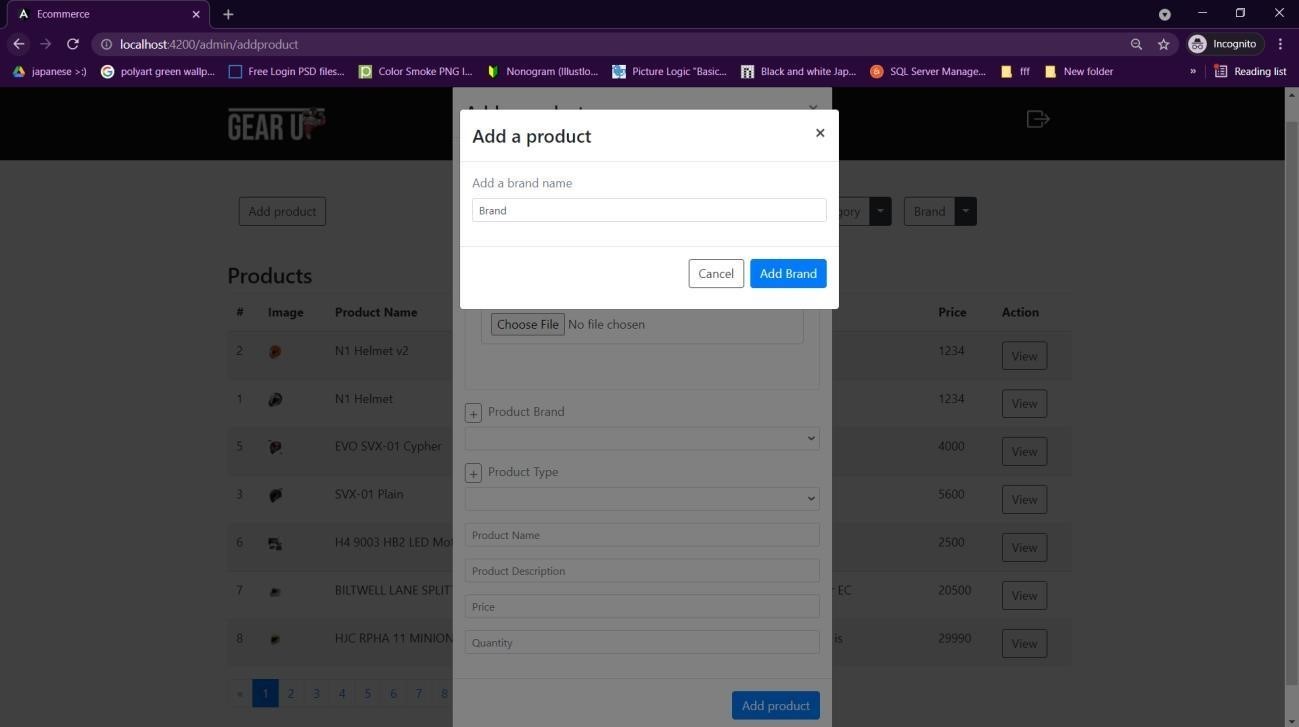 Ecommerce
localhost:4200/admin/addproduct
Incognito
japanese >:)
polyart green wallp...
Free Login PSD files...
Color Smoke PNG I...
Nonogram (Illustlo...
Picture Logic "Basic...
Black and white Jap...
SQL Server Manage...
fff
New folder
»
Reading list
GEAR UP
Add a product ×
Add a brand name
Brand
Cancel Add Brand
Add product
Brand
Products
# Image Product Name Price Action
Choose File No file chosen
2 N1 Helmet v2 1234 View
1 N1 Helmet 1234 View
Product Brand
5 EVO SVX-01 Cypher 4000 View
Product Type
3 SVX-01 Plain 5600 View
Product Name
6 H4 9003 HB2 LED Mot 2500 View
Product Description
7 BILTWELL LANE SPLIT EC 20500 View
Price
8 HJC RPHA 11 MINION is 29990 View
Quantity
« 1 2 3 4 5 6 7 8
Add product